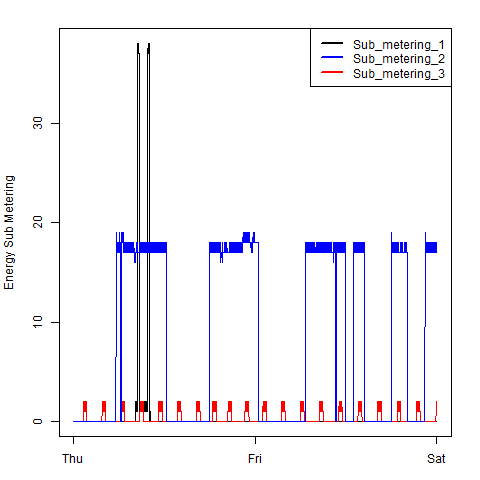 Sub_metering_1
Sub_metering_2
Sub_metering_3
Energy Sub Metering
30
20
10
0
Thu Fri Sat